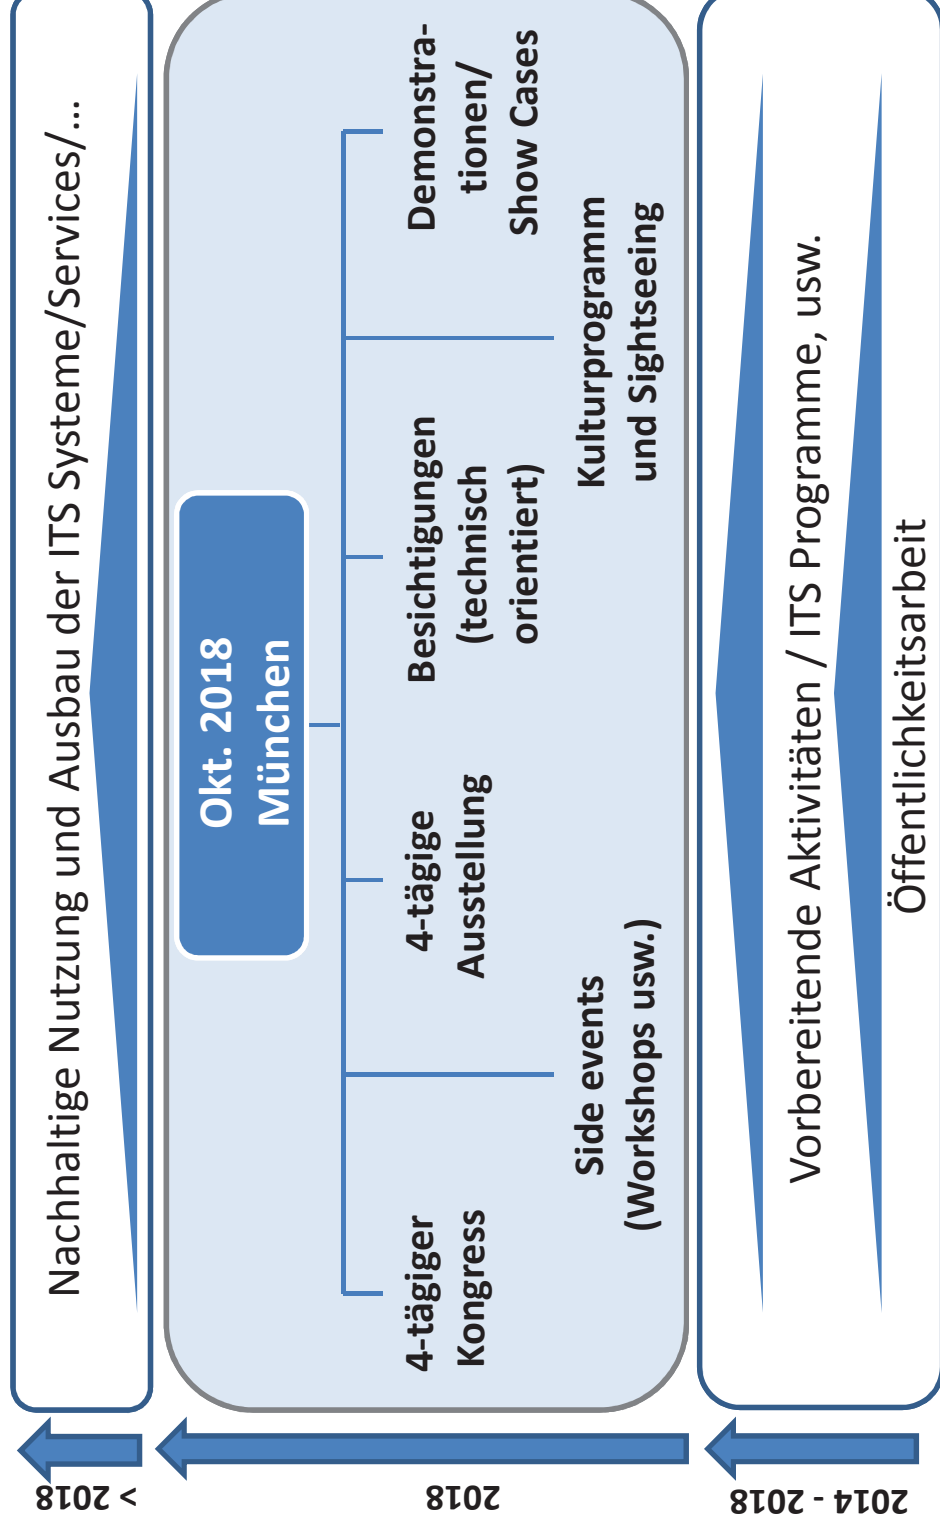 Nachhaltige Nutzung und Ausbau der ITS Systeme/Services/...
> 2018
Okt. 2018
München
2018
4-tägiger
Kongress
Side events
(Workshops usw.)
4-tägige
Ausstellung
Besichtigungen
(technisch
orientiert)
Kulturprogramm
und Sightseeing
Demonstra-
tionen/
Show Cases
Vorbereitende Aktivitäten / ITS Programme, usw.
2014 - 2018
Öffentlichkeitsarbeit